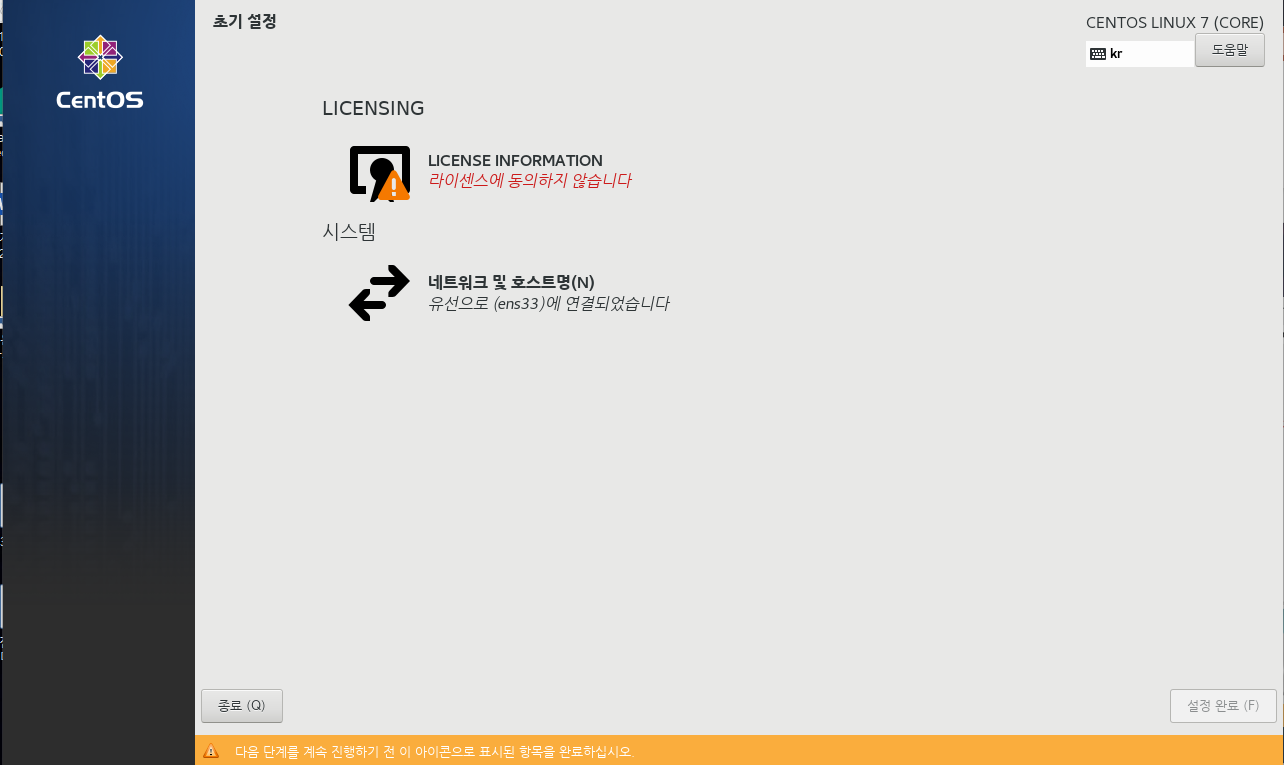 CentOS
초기 설정
CENTOS LINUX 7 (CORE)
kr
도움말
LICENSING
LICENSE INFORMATION
라이센스에 동의하지 않습니다
시스템
네트워크 및 호스트명(N)
유선으로 (ens33)에 연결되었습니다
종료 (Q)
설정 완료 (F)
다음 단계를 계속 진행하기 전 이 아이콘으로 표시된 항목을 완료하십시오.